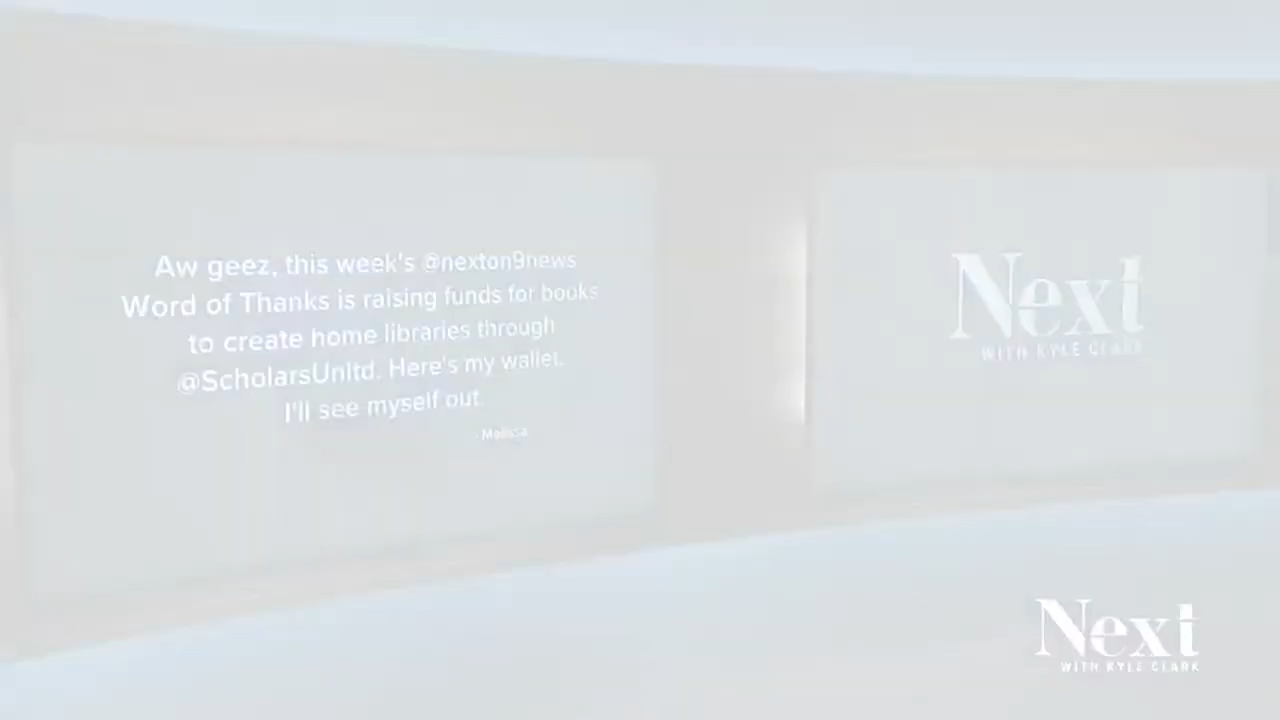 Aw geez, this week's @nexton9news
Word of Thanks is raising funds for books
to create home libraries through
@ScholarsUnltd. Here's my wallet.
I'll see myself out.
- Melissa
Next
WITH KYLE CLARK
Next
WITH KYLE CLARK